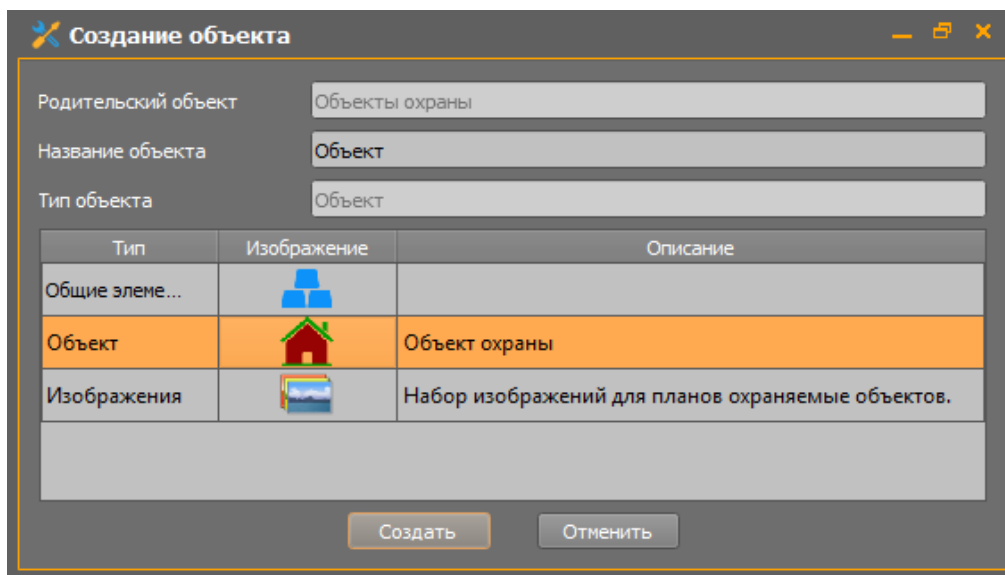 Создание объекта
Родительский объект Объекты охраны
Название объекта Объект
Тип объекта Объект
Тип Изображение Описание
Общие элеме...
Объект Объект охраны
Изображения Набор изображений для планов охраняемые объектов.
Создать Отменить